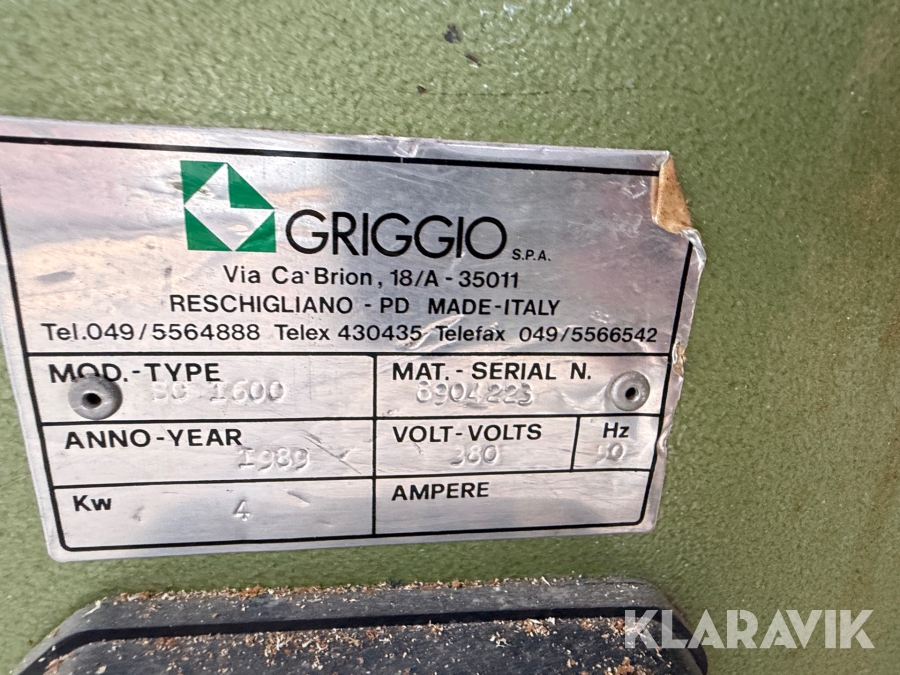 GRIGGIO S.P.A.
Via Ca' Brion, 18/A - 35011
RESCHIGLIANO - PD MADE-ITALY
Tel.049/5564888 Telex 430435 Telefax 049/5566542
MOD.-TYPE SC 1600 MAT.-SERIAL N. 8904223
ANNO-YEAR 1989 VOLT-VOLTS 380 Hz 50
Kw 4 AMPERE
KLARAVIK